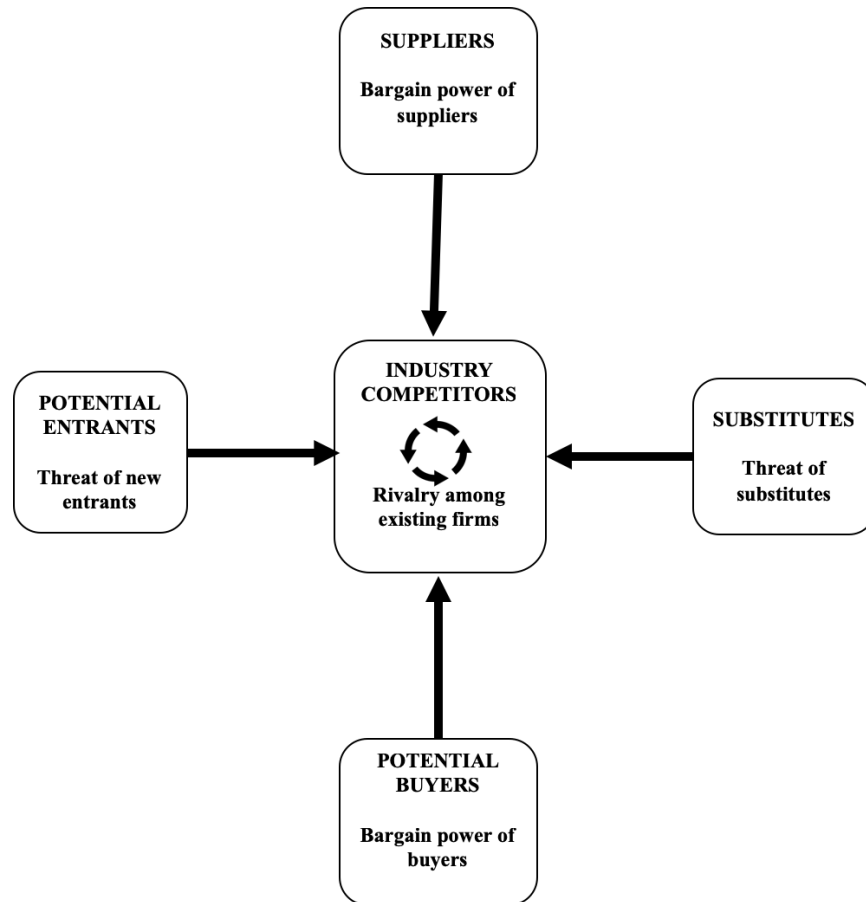 SUPPLIERS
Bargain power of
suppliers
INDUSTRY
COMPETITORS
Rivalry among
existing firms
POTENTIAL
ENTRANTS
Threat of new
entrants
SUBSTITUTES
Threat of
substitutes
POTENTIAL
BUYERS
Bargain power of
buyers